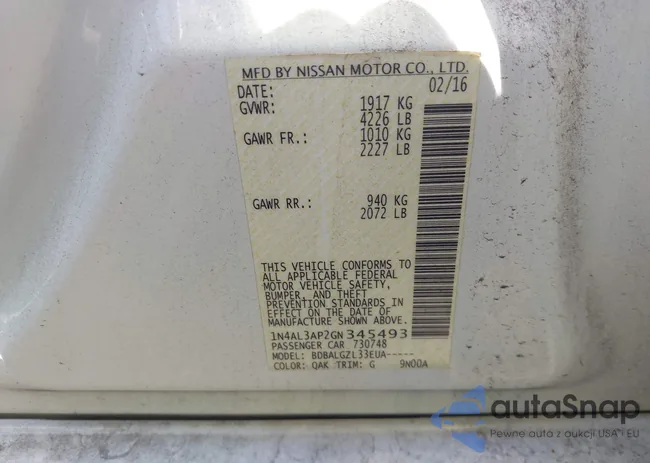 MFD BY NISSAN MOTOR CO., LTD.
DATE: 02/16
GVWR: 1917 KG
4226 LB
GAWR FR.: 1010 KG
2227 LB
GAWR RR.: 940 KG
2072 LB
THIS VEHICLE CONFORMS TO
ALL APPLICABLE FEDERAL
MOTOR VEHICLE SAFETY,
BUMPER, AND THEFT
PREVENTION STANDARDS IN
EFFECT ON THE DATE OF
MANUFACTURE SHOWN ABOVE.
1N4AL3AP2GN345493
PASSENGER CAR 730748
MODEL: BDBALGZL33EUA-----
COLOR: QAK TRIM: G 9N00A
autoSnap
Pewne auto z aukcji USA i EU